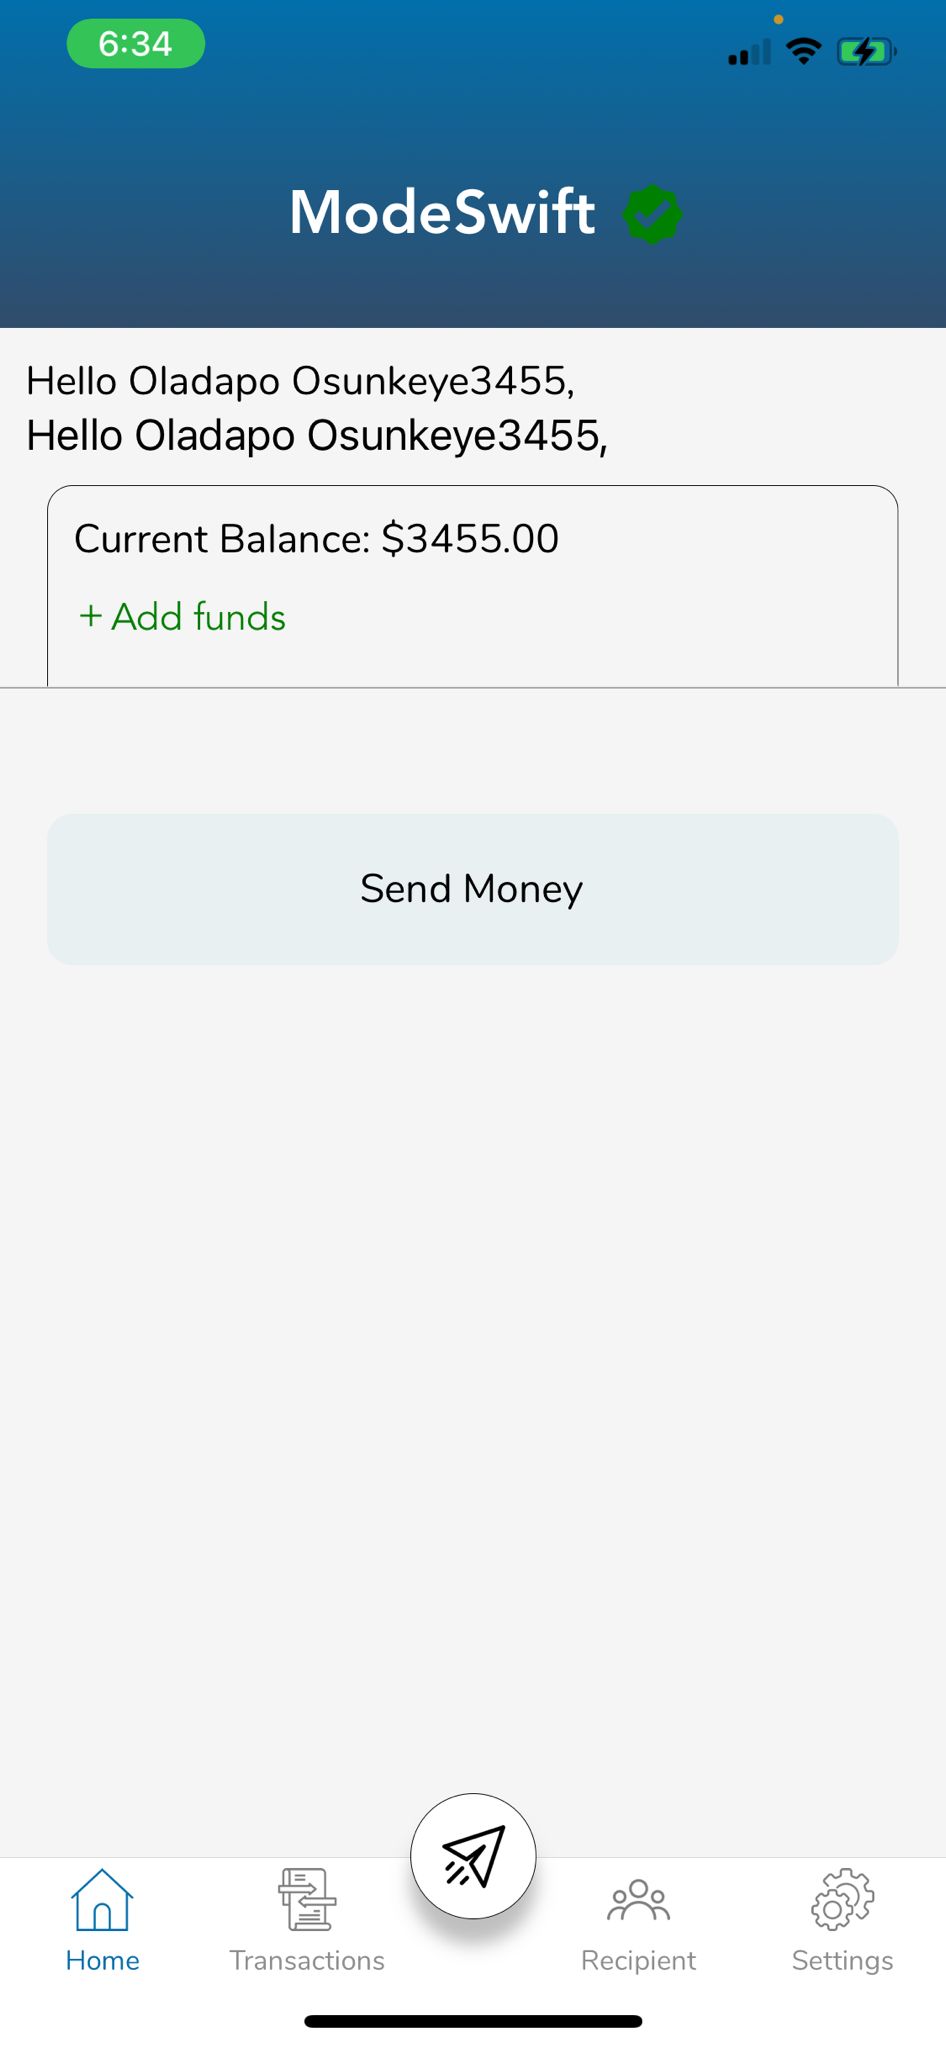 6:34
ModeSwift
Hello Oladapo Osunkeye3455,
Hello Oladapo Osunkeye3455,
Current Balance: $3455.00
+ Add funds
Send Money
Home
Transactions
Recipient
Settings